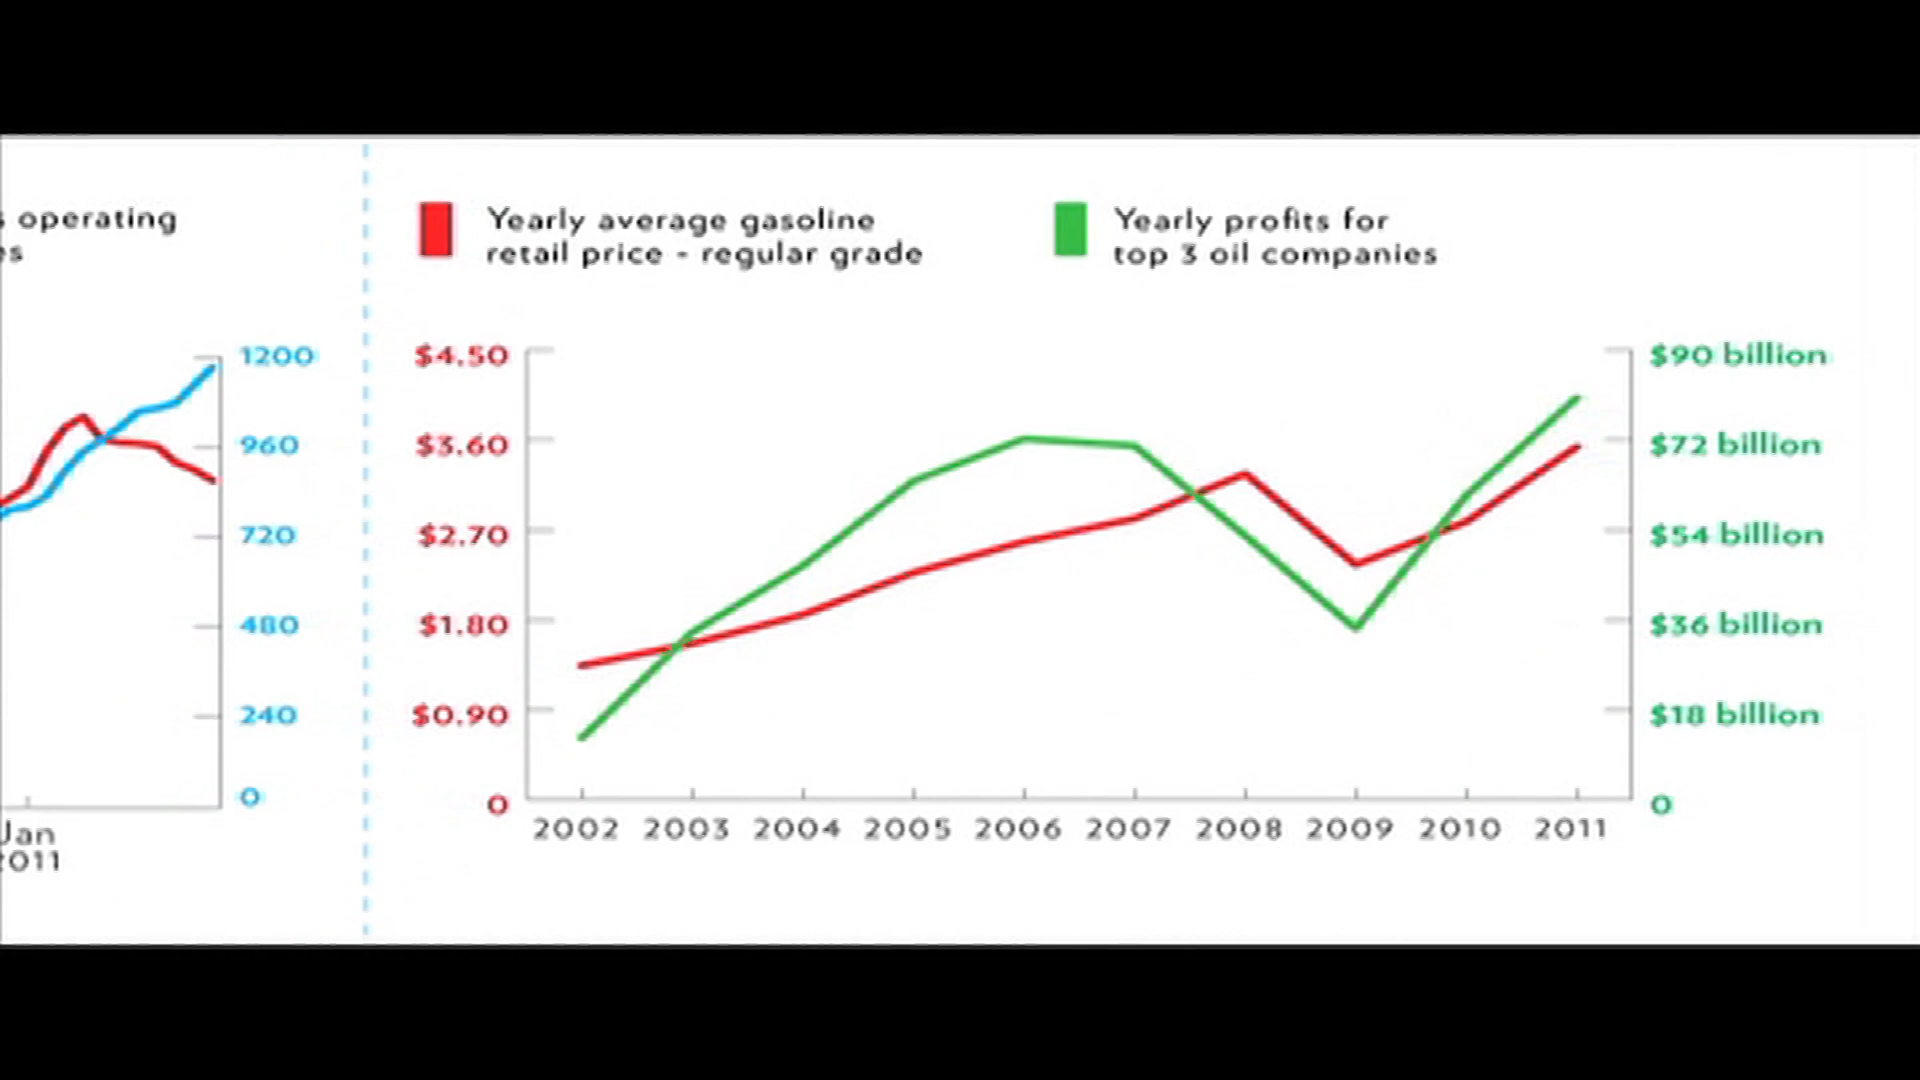 operating
Yearly average gasoline
retail price - regular grade
Yearly profits for
top 3 oil companies
1200
960
720
480
240
0
Jan
2011
$4.50
$3.60
$2.70
$1.80
$0.90
0
$90 billion
$72 billion
$54 billion
$36 billion
$18 billion
0
2002 2003 2004 2005 2006 2007 2008 2009 2010 2011